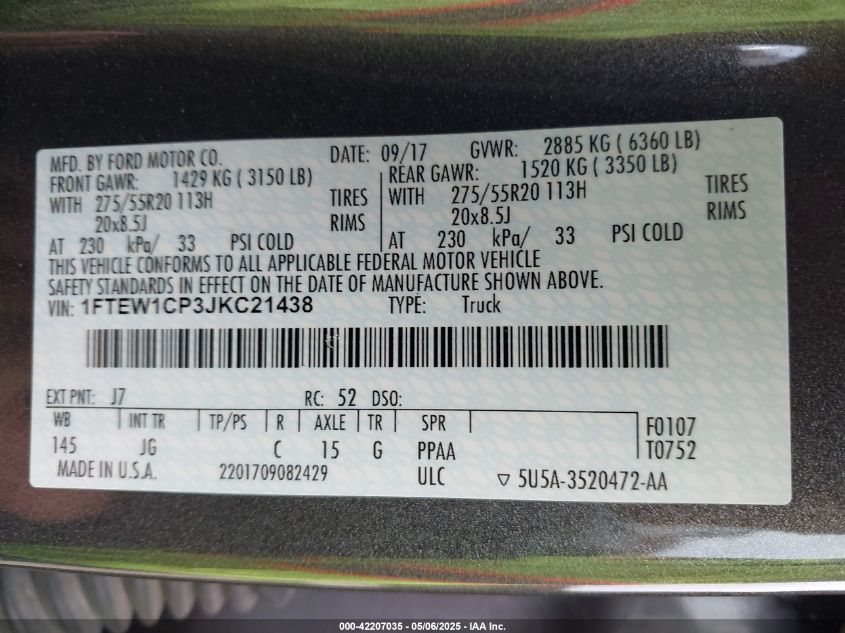 MFD. BY FORD MOTOR CO. DATE: 09/17 GVWR: 2885 KG ( 6360 LB)
FRONT GAWR: 1429 KG ( 3150 LB) REAR GAWR: 1520 KG ( 3350 LB)
WITH 275/55R20 113H TIRES WITH 275/55R20 113H TIRES
20x8.5J RIMS 20x8.5J RIMS
AT 230 kPa/ 33 PSI COLD AT 230 kPa/ 33 PSI COLD
THIS VEHICLE CONFORMS TO ALL APPLICABLE FEDERAL MOTOR VEHICLE
SAFETY STANDARDS IN EFFECT ON THE DATE OF MANUFACTURE SHOWN ABOVE.
VIN: 1FTEW1CP3JKC21438 TYPE: Truck
EXT PNT: J7 RC: 52 DSO:
WB INT TR TP/PS R AXLE TR SPR F0107
145 JG C 15 G PPAA T0752
MADE IN U.S.A. 2201709082429 ULC ▽ 5U5A-3520472-AA
000-42207035 - 05/06/2025 - IAA Inc.